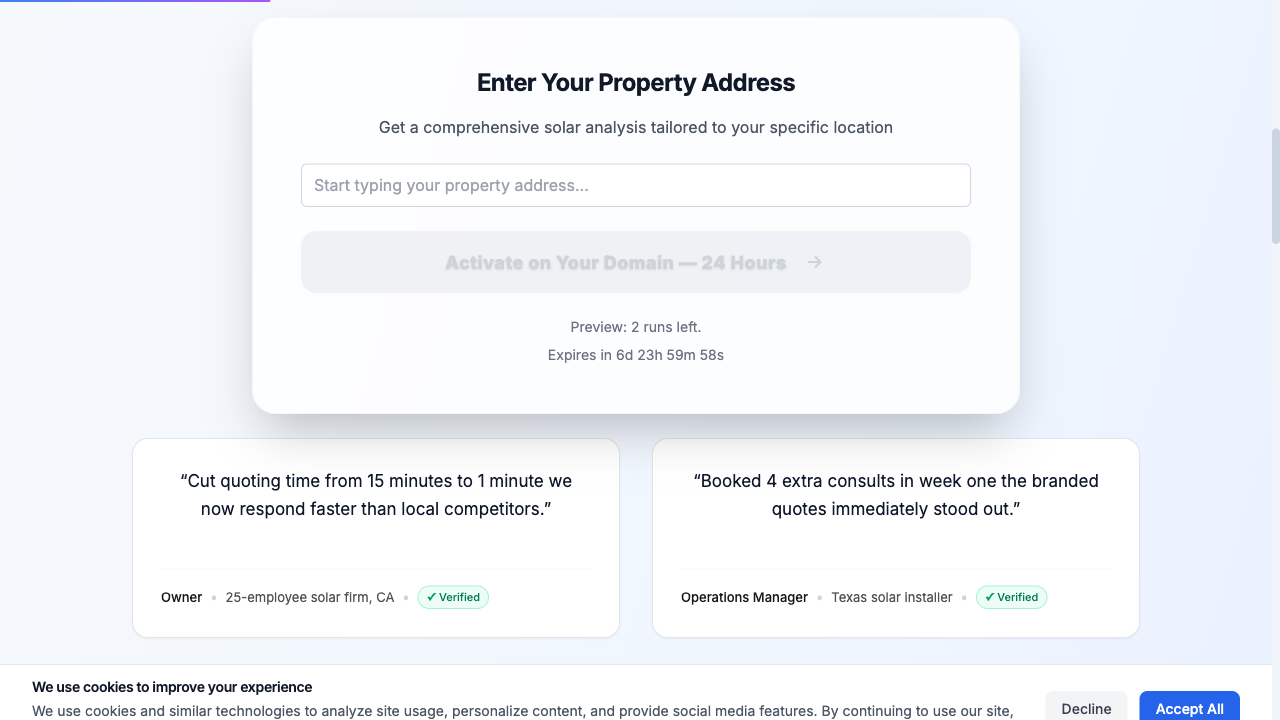 Enter Your Property Address
Get a comprehensive solar analysis tailored to your specific location
Start typing your property address...
Activate on Your Domain — 24 Hours →
Preview: 2 runs left.
Expires in 6d 23h 59m 58s
“Cut quoting time from 15 minutes to 1 minute we
now respond faster than local competitors.”
Owner • 25-employee solar firm, CA • ✓ Verified
“Booked 4 extra consults in week one the branded
quotes immediately stood out.”
Operations Manager • Texas solar installer • ✓ Verified
We use cookies to improve your experience
We use cookies and similar technologies to analyze site usage, personalize content, and provide social media features. By continuing to use our site,
Decline
Accept All